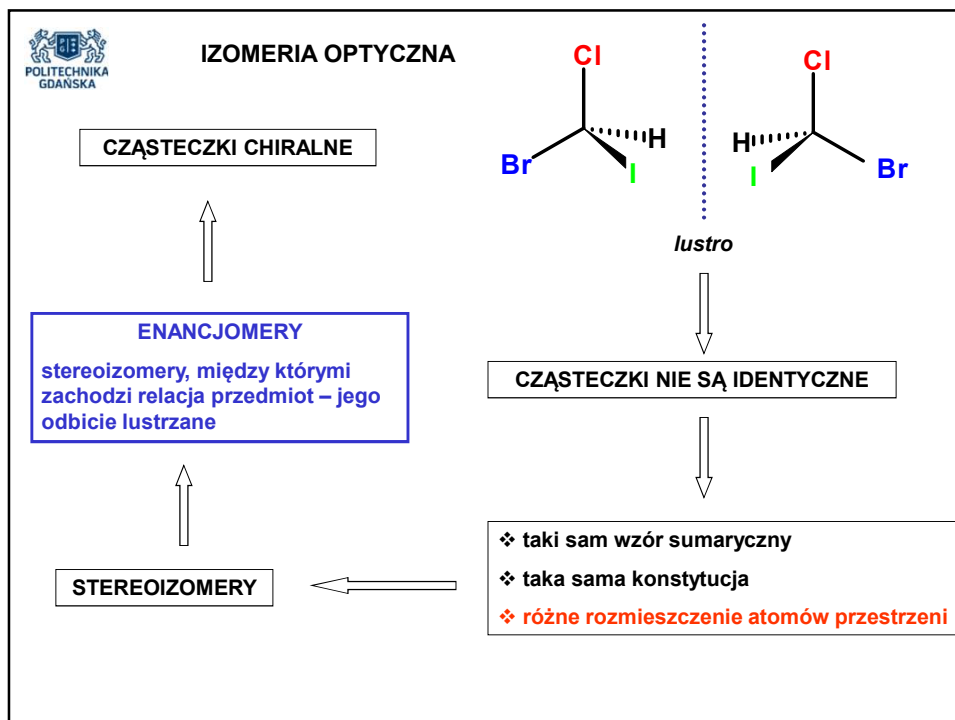 POLITECHNIKA
GDAŃSKA
IZOMERIA OPTYCZNA
Cl
H
Br
I
Cl
H
I
Br
lustro
CZĄSTECZKI CHIRALNE
ENANCJOMERY
stereoizomery, między którymi
zachodzi relacja przedmiot – jego
odbicie lustrzane
CZĄSTECZKI NIE SĄ IDENTYCZNE
❖ taki sam wzór sumaryczny
❖ taka sama konstytucja
❖ różne rozmieszczenie atomów przestrzeni
STEREOIZOMERY